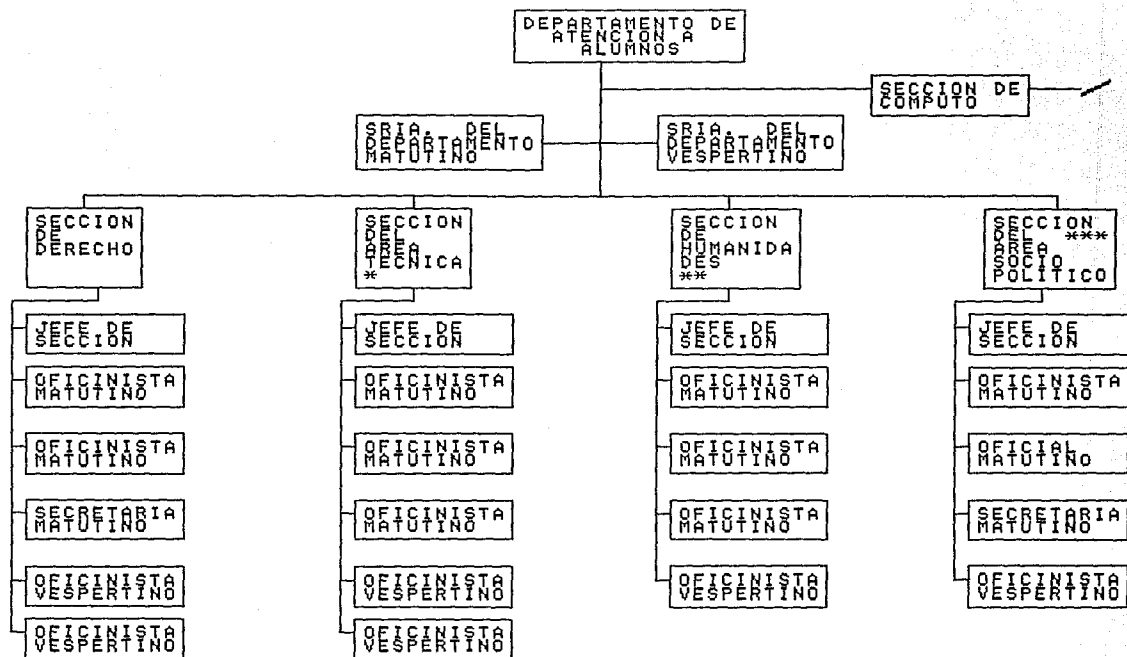 DEPARTAMENTO DE
ATENCION A
ALUMNOS
SECCION DE
COMPUTO
SRIA. DEL
DEPARTAMENTO
MATUTINO
SRIA. DEL
DEPARTAMENTO
VESPERTINO
SECCION
DE
DERECHO
SECCION
DEL
AREA
TECNICA
*
SECCION
DE
HUMANIDA
DES
**
SECCION
DEL ***
AREA
SOCIO
POLITICO
JEFE DE
SECCION
OFICINISTA
MATUTINO
OFICINISTA
MATUTINO
SECRETARIA
MATUTINO
OFICINISTA
VESPERTINO
OFICINISTA
VESPERTINO
JEFE DE
SECCION
OFICINISTA
MATUTINO
OFICINISTA
MATUTINO
OFICINISTA
MATUTINO
OFICINISTA
VESPERTINO
OFICINISTA
VESPERTINO
JEFE DE
SECCION
OFICINISTA
MATUTINO
OFICINISTA
MATUTINO
OFICINISTA
MATUTINO
OFICINISTA
VESPERTINO
JEFE DE
SECCION
OFICINISTA
MATUTINO
OFICIAL
MATUTINO
SECRETARIA
MATUTINO
OFICINISTA
VESPERTINO